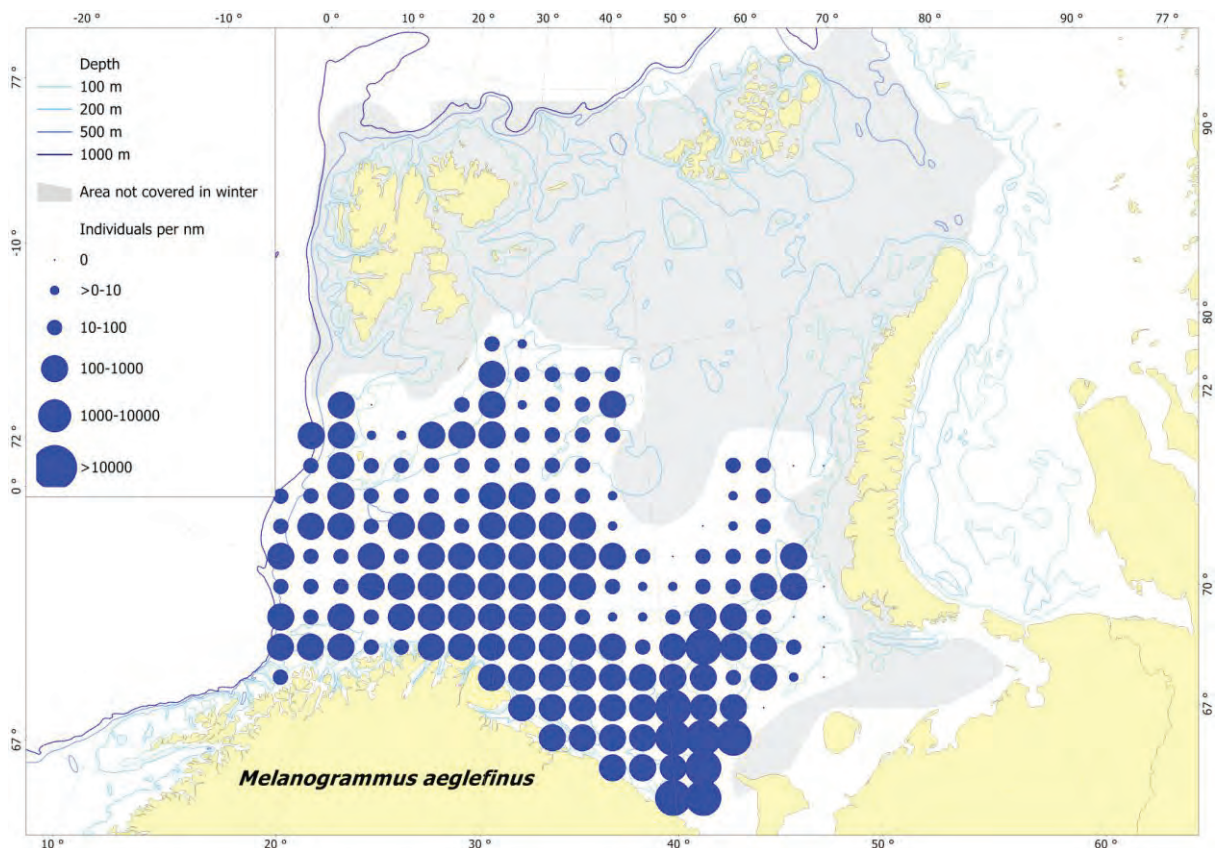 -20 ° -10 ° 0 ° 10 ° 20 ° 30 ° 40 ° 50 ° 60 ° 70 ° 80 ° 90 ° 77 °
77 °
-10 °
72 °
0 °
67 °
Depth
100 m
200 m
500 m
1000 m
Area not covered in winter
Individuals per nm
0
>0-10
10-100
100-1000
1000-10000
>10000
90 °
80 °
72 °
70 °
67 °
Melanogrammus aeglefinus
10 ° 20 ° 30 ° 40 ° 50 ° 60 °